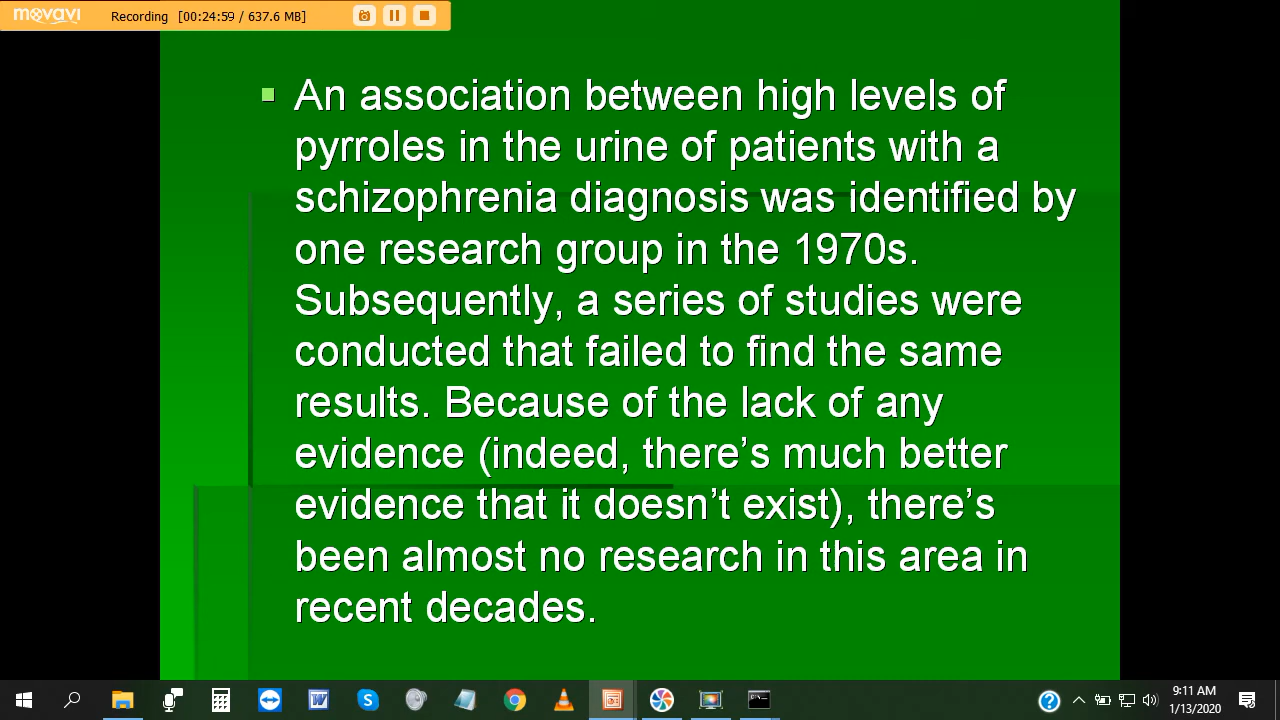 movavi Recording [00:24:59 / 637.6 MB]
▪ An association between high levels of
pyrroles in the urine of patients with a
schizophrenia diagnosis was identified by
one research group in the 1970s.
Subsequently, a series of studies were
conducted that failed to find the same
results. Because of the lack of any
evidence (indeed, there’s much better
evidence that it doesn’t exist), there’s
been almost no research in this area in
recent decades.
9:11 AM
1/13/2020